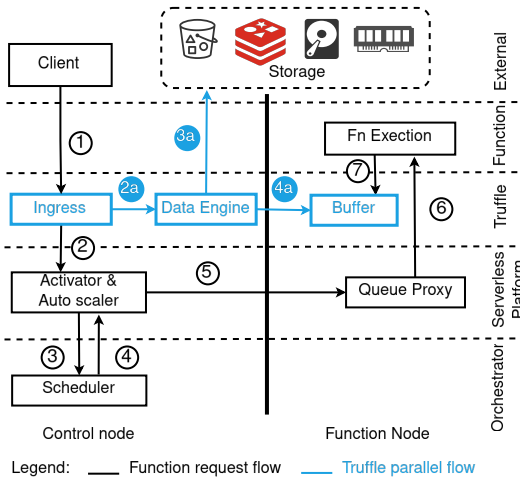 Client
Storage
External
1
3a
Fn Exection
Function
7
2a
4a
Ingress
Data Engine
Buffer
Truffle
6
2
5
Activator &
Auto scaler
Queue Proxy
Serverless
Platform
3
4
Scheduler
Orchestrator
Control node
Function Node
Legend:
Function request flow
Truffle parallel flow